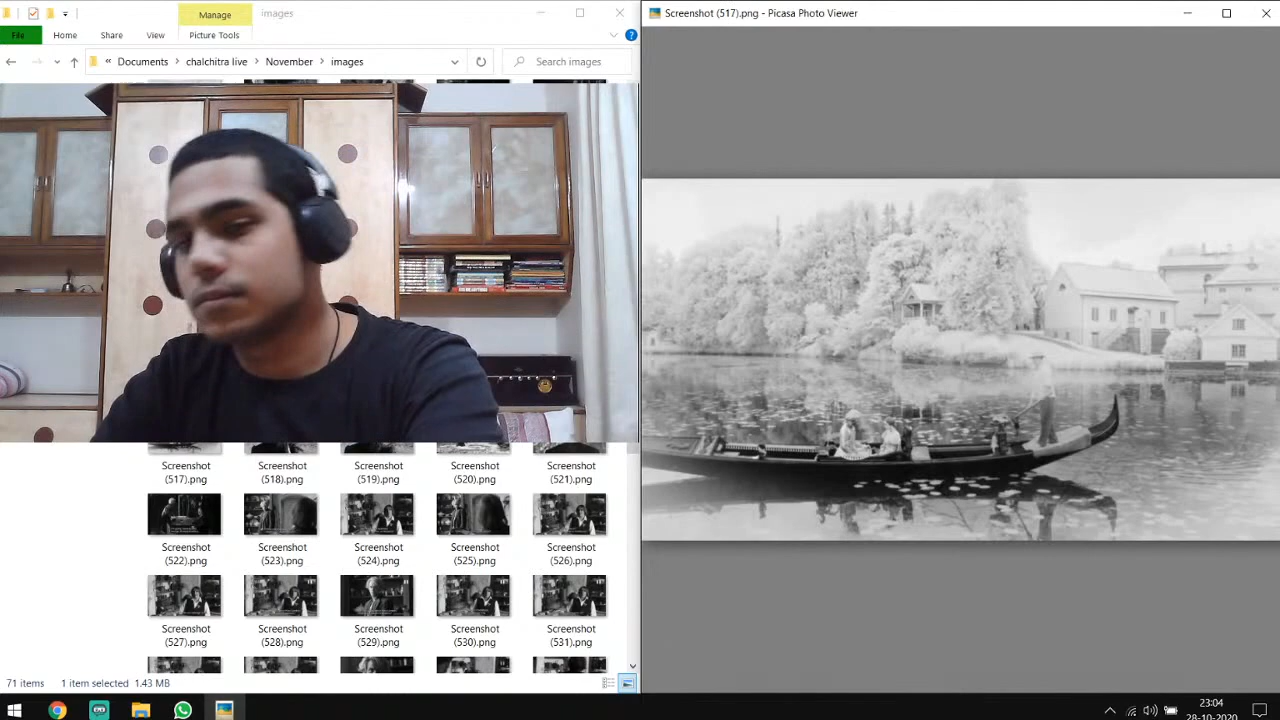 Manage
images
Screenshot (517).png - Picasa Photo Viewer
File
Home
Share
View
Picture Tools
« Documents > chalchitra live > November > images
Search images
Screenshot (517).png
Screenshot (518).png
Screenshot (519).png
Screenshot (520).png
Screenshot (521).png
Screenshot (522).png
Screenshot (523).png
Screenshot (524).png
Screenshot (525).png
Screenshot (526).png
Screenshot (527).png
Screenshot (528).png
Screenshot (529).png
Screenshot (530).png
Screenshot (531).png
71 items
1 item selected 1.43 MB
23:04
28-10-2020